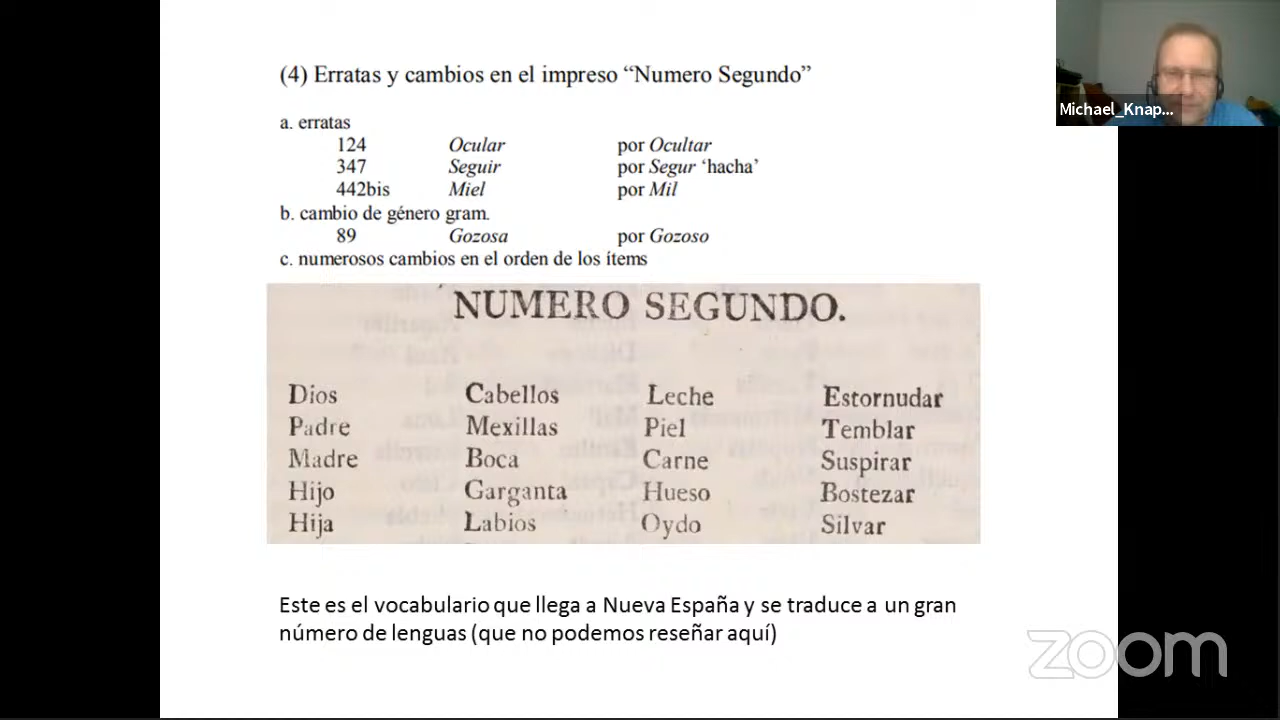 (4) Erratas y cambios en el impreso “Numero Segundo”
a. erratas
124 Ocular por Ocultar
347 Seguir por Segur ‘hacha’
442bis Miel por Mil
b. cambio de género gram.
89 Gozosa por Gozoso
c. numerosos cambios en el orden de los ítems
NUMERO SEGUNDO.
Dios Cabellos Leche Estornudar
Padre Mexillas Piel Temblar
Madre Boca Carne Suspirar
Hijo Garganta Hueso Bostezar
Hija Labios Oydo Silvar
Este es el vocabulario que llega a Nueva España y se traduce a un gran
número de lenguas (que no podemos reseñar aquí)
Michael_Knap...
zoom